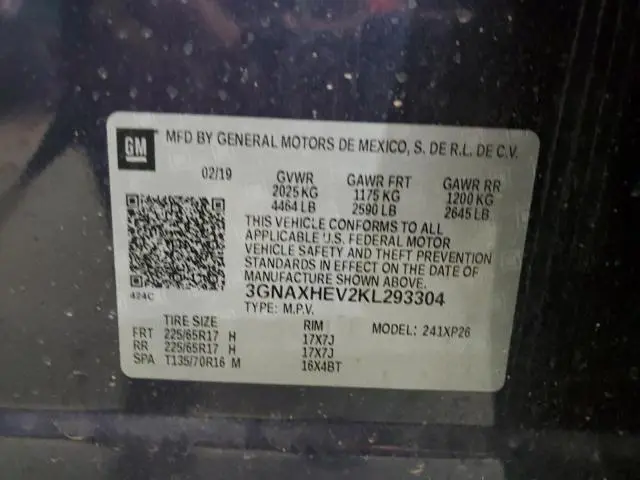 GM MFD BY GENERAL MOTORS DE MEXICO, S. DE R.L. DE C.V.
02/19 GVWR GAWR FRT GAWR RR
2025 KG 1175 KG 1200 KG
4464 LB 2590 LB 2645 LB
THIS VEHICLE CONFORMS TO ALL
APPLICABLE U.S. FEDERAL MOTOR
VEHICLE SAFETY AND THEFT PREVENTION
STANDARDS IN EFFECT ON THE DATE OF
MANUFACTURE SHOWN ABOVE.
424C 3GNAXHEV2KL293304
TYPE: M.P.V.
TIRE SIZE RIM MODEL: 241XP26
FRT 225/65R17 H 17X7J
RR 225/65R17 H 17X7J
SPA T135/70R16 M 16X4BT